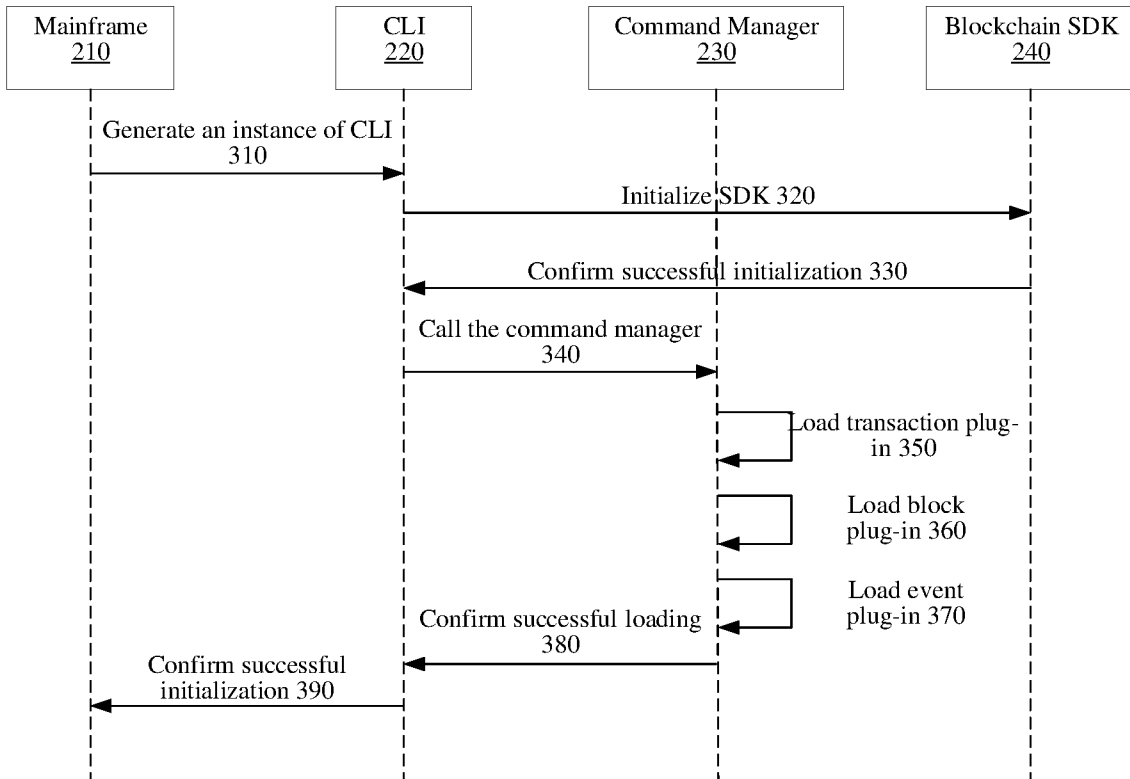 Mainframe
210
CLI
220
Command Manager
230
Blockchain SDK
240
Generate an instance of CLI
310
Initialize SDK 320
Confirm successful initialization 330
Call the command manager
340
Load transaction plug-
in 350
Load block
plug-in 360
Load event
plug-in 370
Confirm successful loading
380
Confirm successful
initialization 390